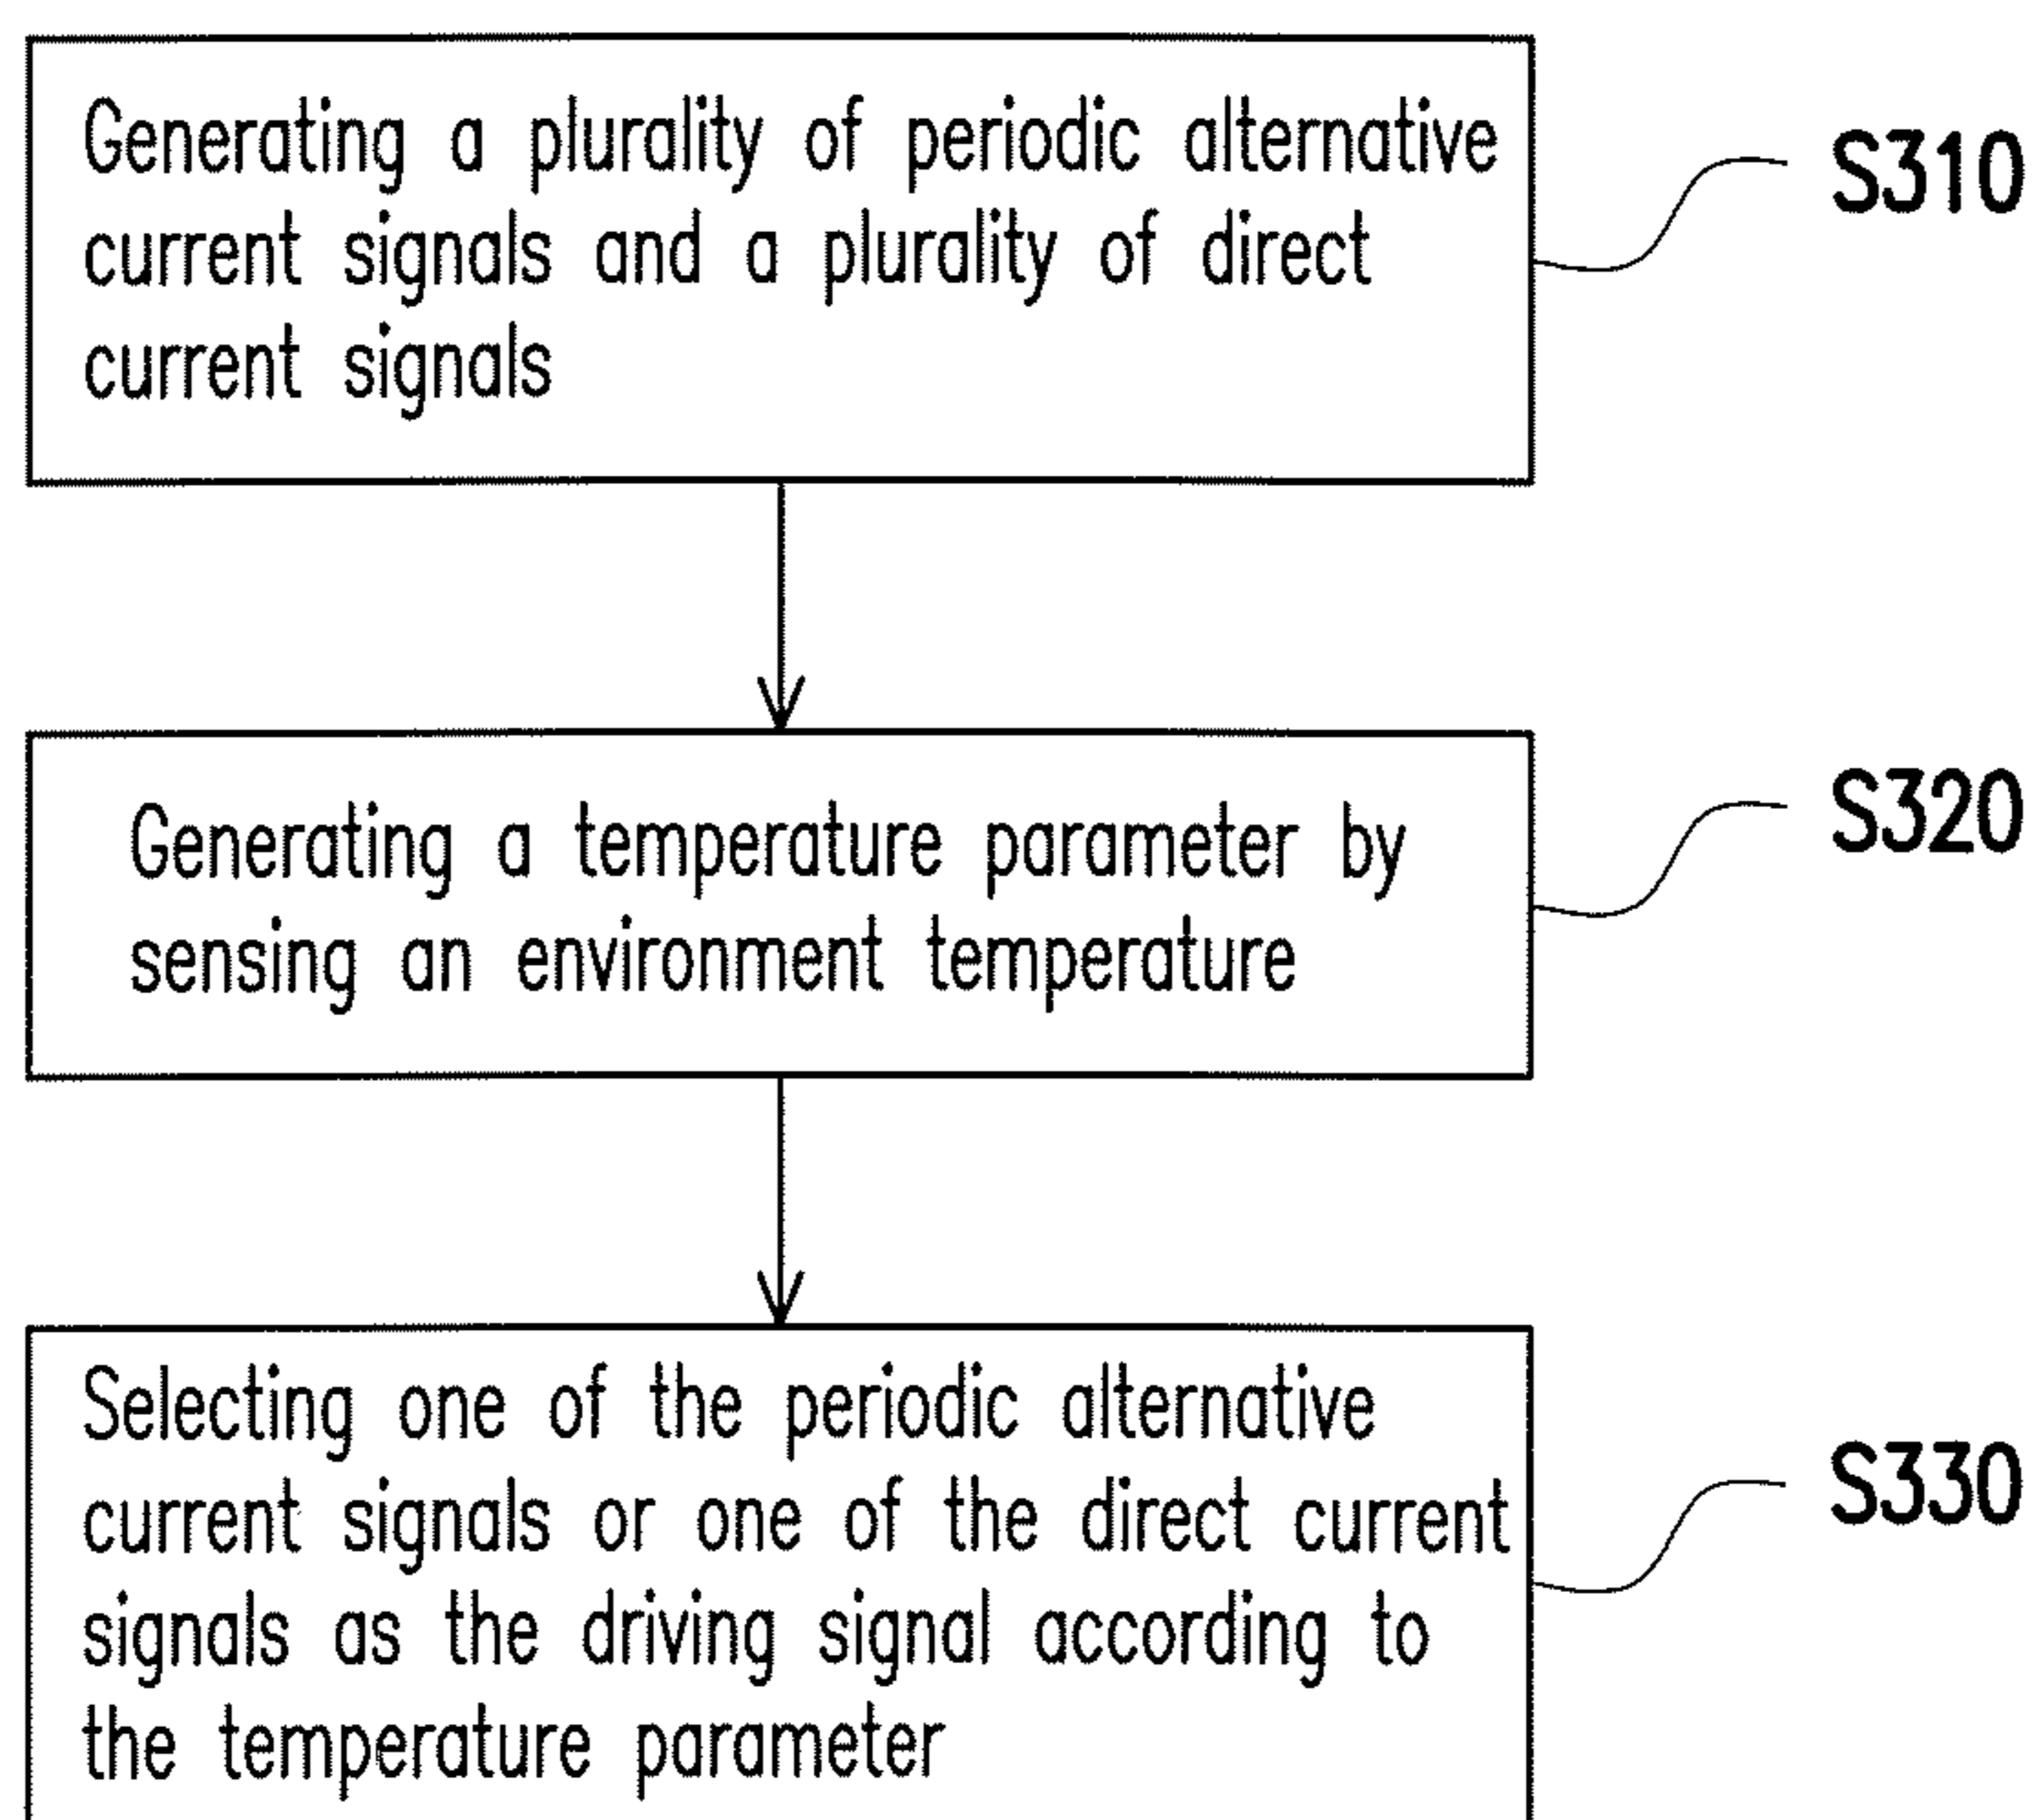 Generating a plurality of periodic alternative
current signals and a plurality of direct
current signals
S310
Generating a temperature parameter by
sensing an environment temperature
S320
Selecting one of the periodic alternative
current signals or one of the direct current
signals as the driving signal according to
the temperature parameter
S330